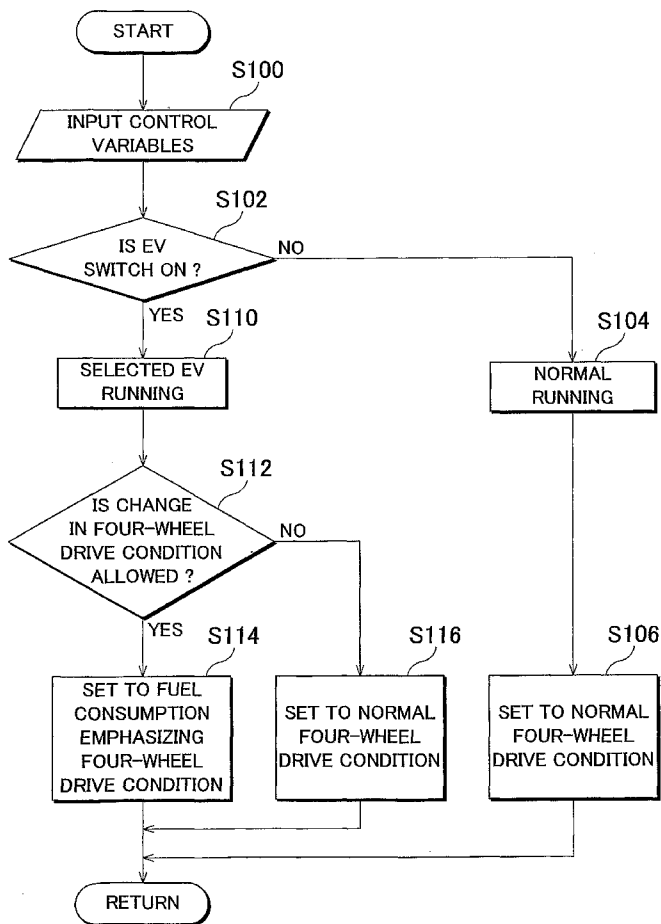 START
S100
INPUT CONTROL
VARIABLES
S102
IS EV
SWITCH ON ?
NO
YES
S110
SELECTED EV
RUNNING
S104
NORMAL
RUNNING
S112
IS CHANGE
IN FOUR-WHEEL
DRIVE CONDITION
ALLOWED ?
NO
YES
S114
SET TO FUEL
CONSUMPTION
EMPHASIZING
FOUR-WHEEL
DRIVE CONDITION
S116
SET TO NORMAL
FOUR-WHEEL
DRIVE CONDITION
S106
SET TO NORMAL
FOUR-WHEEL
DRIVE CONDITION
RETURN